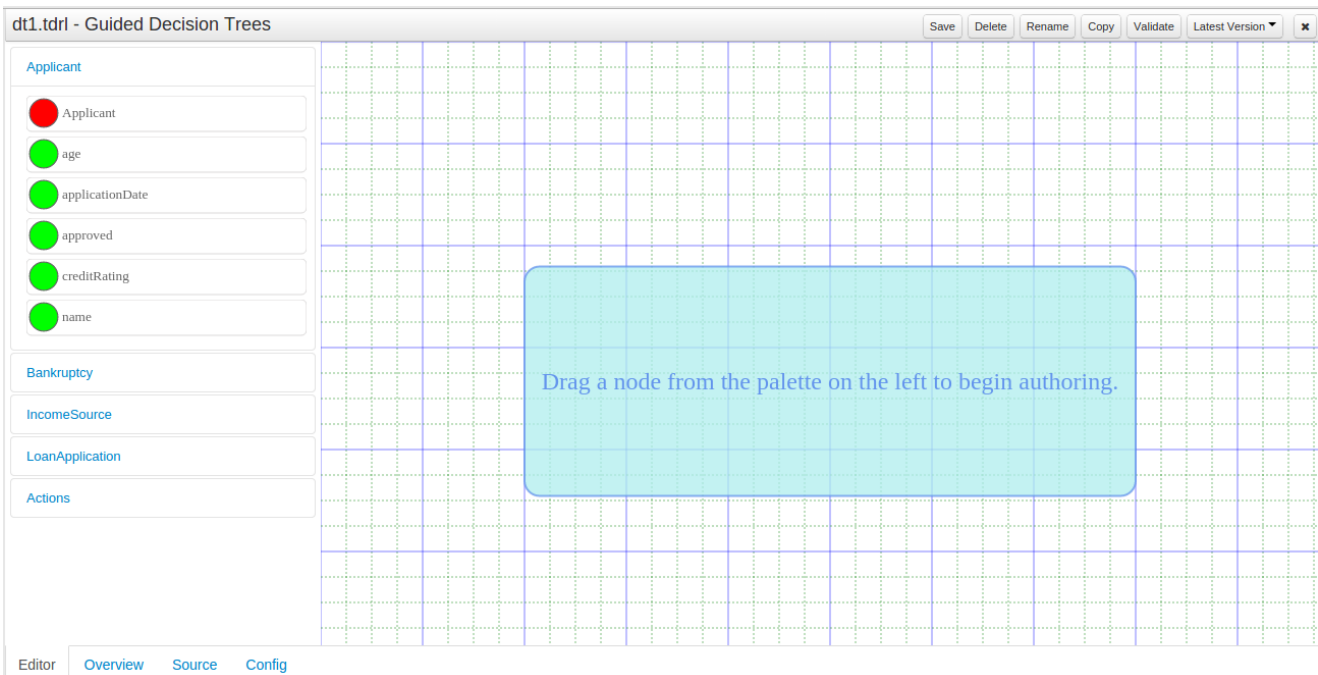 dt1.tdrl - Guided Decision Trees
Save Delete Rename Copy Validate Latest Version
Applicant
Applicant
age
applicationDate
approved
creditRating
name
Bankruptcy
IncomeSource
LoanApplication
Actions
Drag a node from the palette on the left to begin authoring.
Editor Overview Source Config